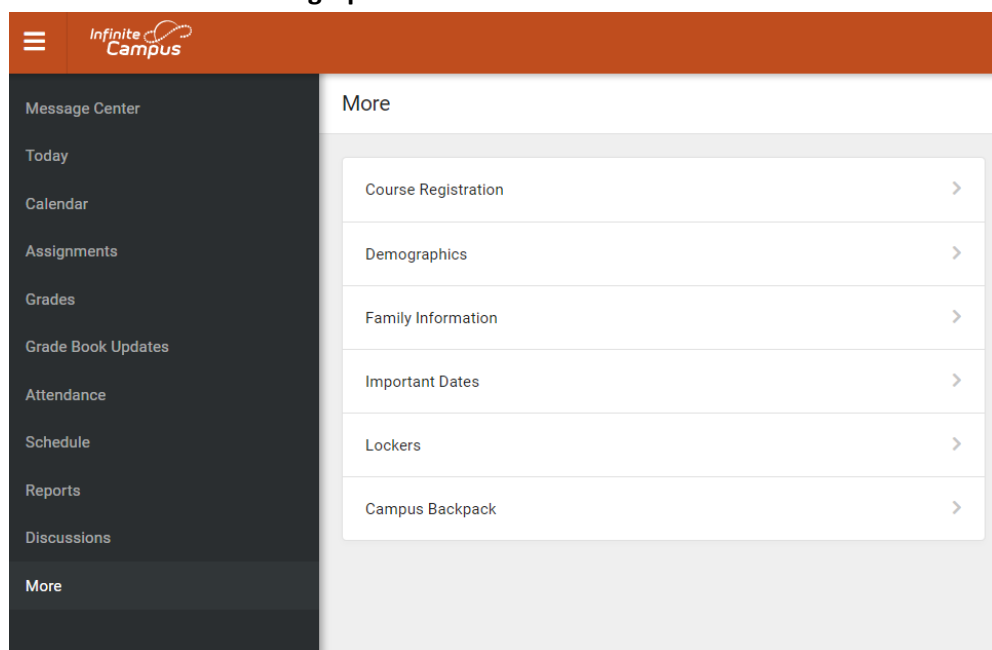 Infinite
Campus
Message Center
Today
Calendar
Assignments
Grades
Grade Book Updates
Attendance
Schedule
Reports
Discussions
More
More
Course Registration
Demographics
Family Information
Important Dates
Lockers
Campus Backpack